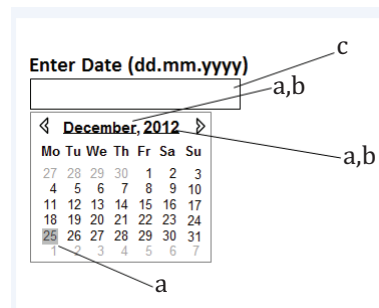 c
Enter Date (dd.mm.yyyy)
a,b
December, 2012
a,b
Mo Tu We Th Fr Sa Su
27 28 29 30 1 2 3
4 5 6 7 8 9 10
11 12 13 14 15 16 17
18 19 20 21 22 23 24
25 26 27 28 29 30 31
1 2 3 4 5 6 7
a